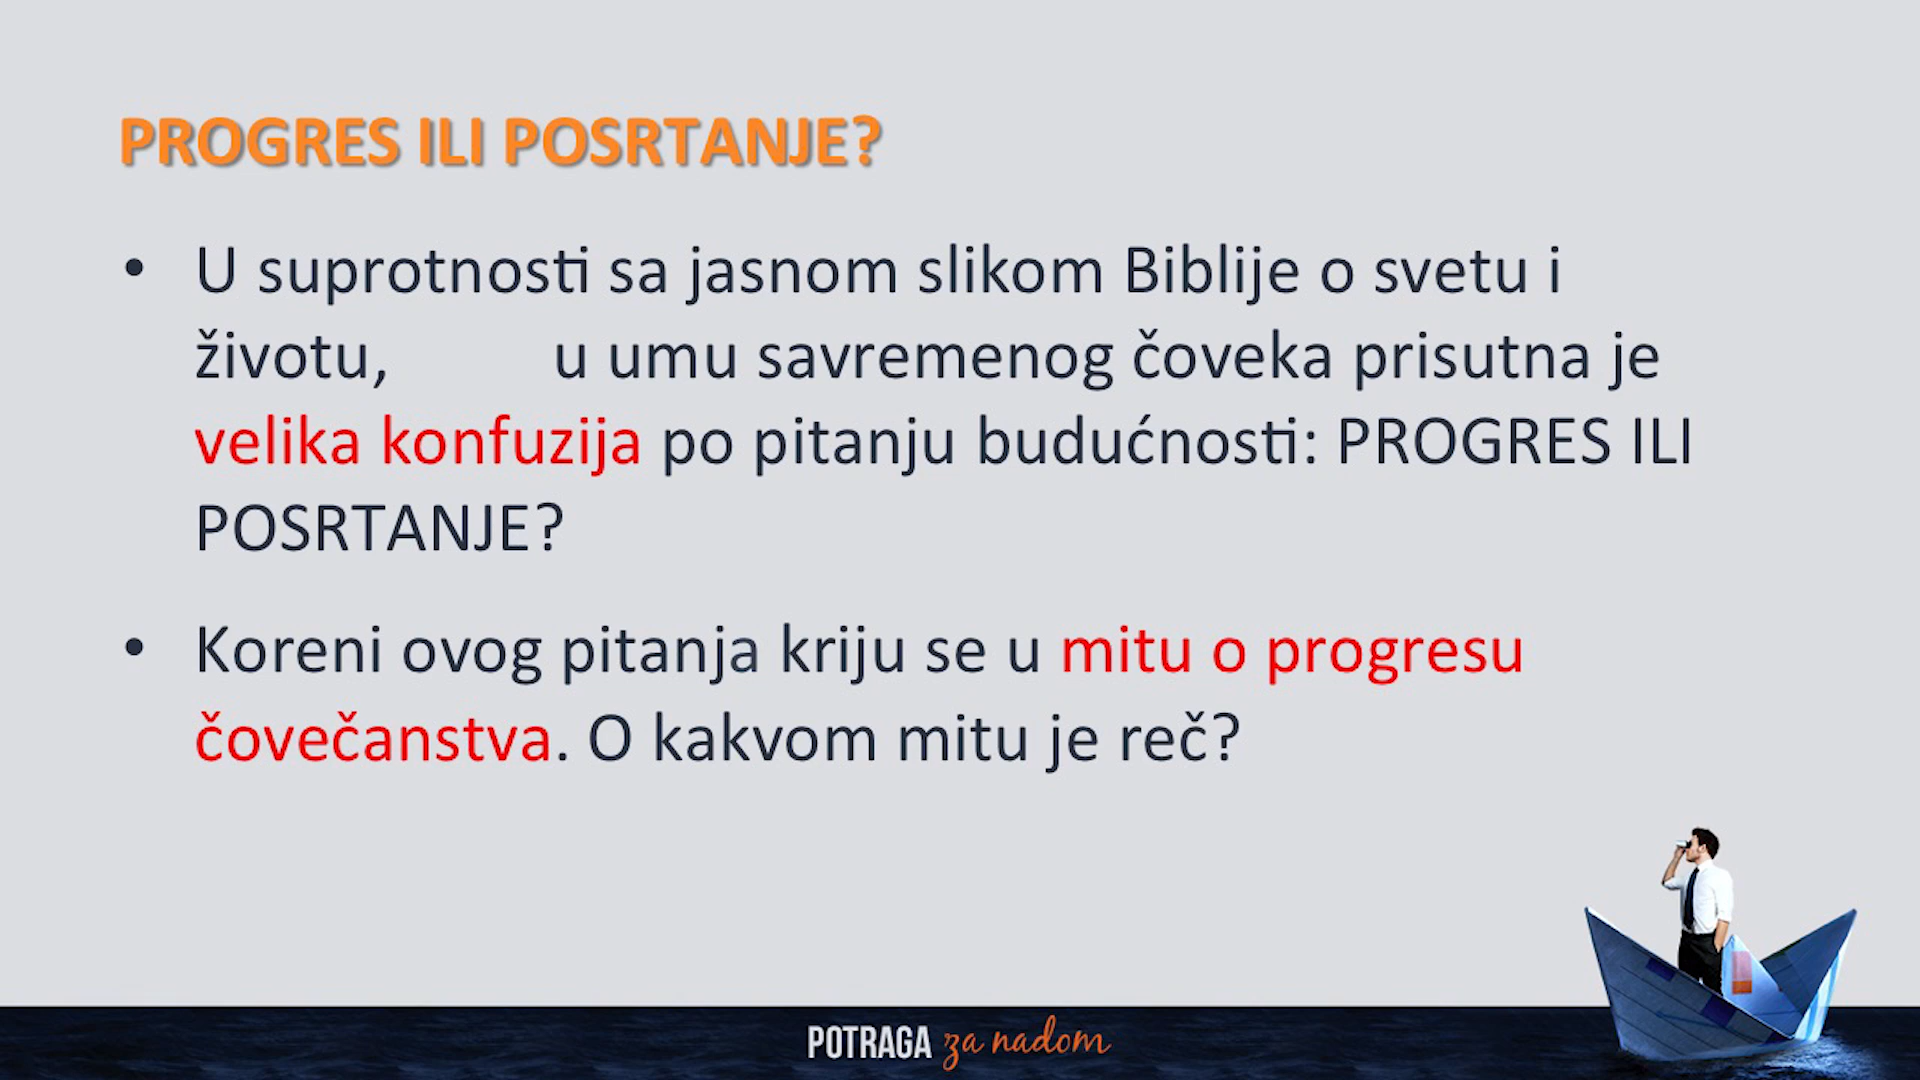 PROGRES ILI POSRTANJE?
• U suprotnosti sa jasnom slikom Biblije o svetu i
životu, u umu savremenog čoveka prisutna je
velika konfuzija po pitanju budućnosti: PROGRES ILI
POSRTANJE?
• Koreni ovog pitanja kriju se u mitu o progresu
čovečanstva. O kakvom mitu je reč?
POTRAGA za nadom